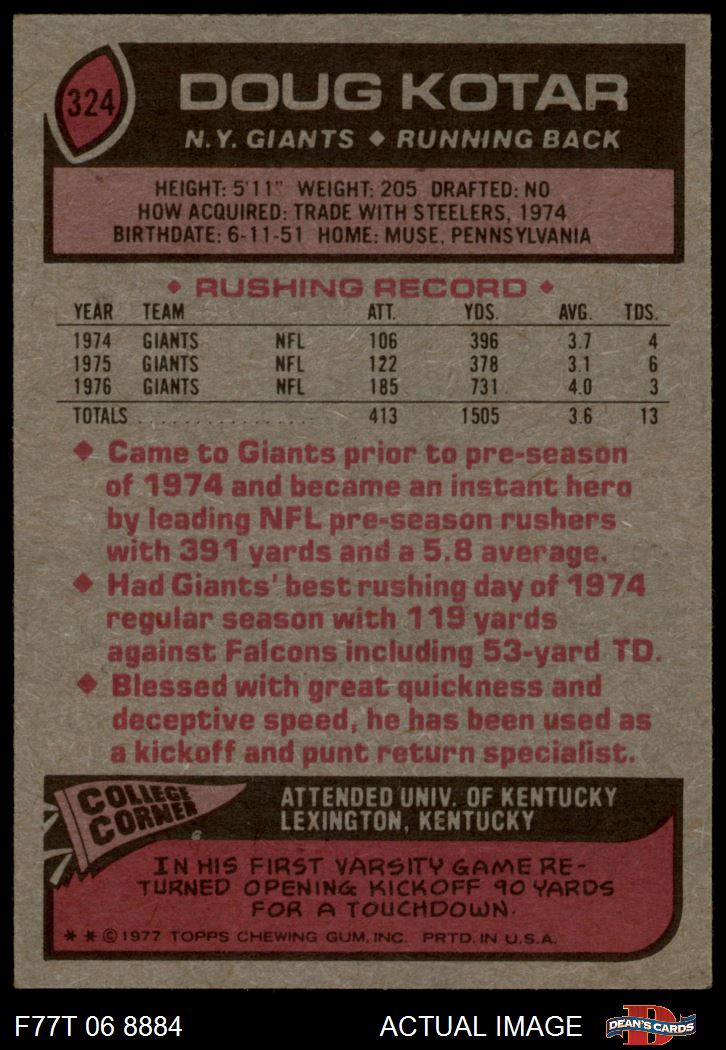 324
DOUG KOTAR
N.Y. GIANTS ◆ RUNNING BACK
HEIGHT: 5'11" WEIGHT: 205 DRAFTED: NO
HOW ACQUIRED: TRADE WITH STEELERS, 1974
BIRTHDATE: 6-11-51 HOME: MUSE, PENNSYLVANIA
◆ RUSHING RECORD ◆
YEAR TEAM ATT. YDS. AVG. TDS.
1974 GIANTS NFL 106 396 3.7 4
1975 GIANTS NFL 122 378 3.1 6
1976 GIANTS NFL 185 731 4.0 3
TOTALS . . . . . . . . . . . . . . . 413 1505 3.6 13
◆ Came to Giants prior to pre-season
of 1974 and became an instant hero
by leading NFL pre-season rushers
with 391 yards and a 5.8 average.
◆ Had Giants' best rushing day of 1974
regular season with 119 yards
against Falcons including 53-yard TD.
◆ Blessed with great quickness and
deceptive speed, he has been used as
a kickoff and punt return specialist.
COLLEGE
CORNER
G
ATTENDED UNIV. OF KENTUCKY
LEXINGTON, KENTUCKY
IN HIS FIRST VARSITY GAME RE-
TURNED OPENING KICKOFF 90 YARDS
FOR A TOUCHDOWN.
* * © 1977 TOPPS CHEWING GUM, INC. PRTD. IN U.S.A.
F77T 06 8884 ACTUAL IMAGE
D
DEAN'S CARDS